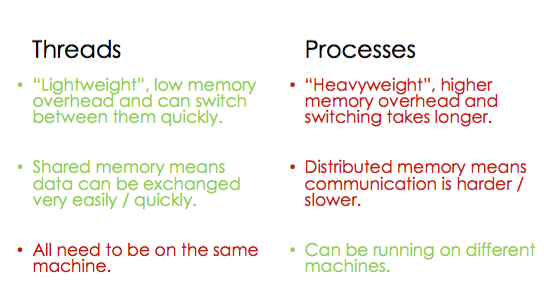 Threads
• “Lightweight”, low memory
overhead and can switch
between them quickly.
• Shared memory means
data can be exchanged
very easily / quickly.
• All need to be on the same
machine.
Processes
• “Heavyweight”, higher
memory overhead and
switching takes longer.
• Distributed memory means
communication is harder /
slower.
• Can be running on different
machines.